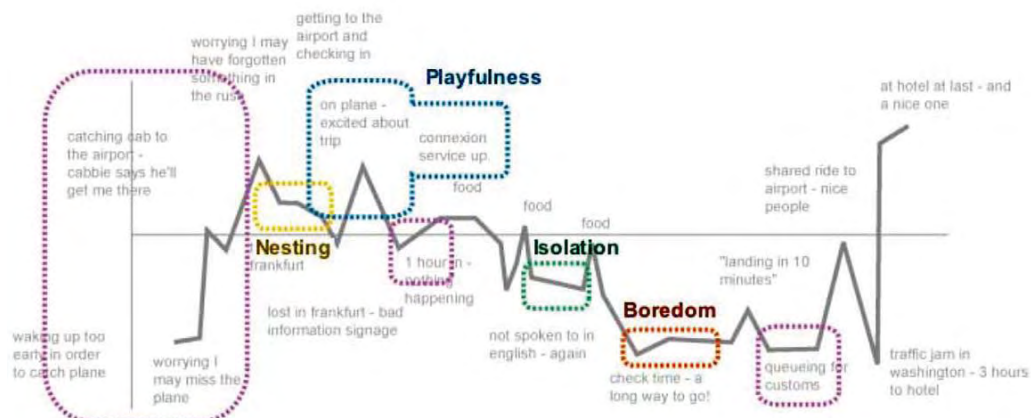 getting to the
airport and
checking in
worrying I may
have forgotten
something in
the rush
Playfulness
on plane -
excited about
trip
connexion
service up.
food
at hotel at last - and
a nice one
catching cab to
the airport -
cabbie says he'll
get me there
shared ride to
airport - nice
people
food
food
Nesting
frankfurt
Isolation
1 hour in -
nothing
happening
"landing in 10
minutes"
lost in frankfurt - bad
information signage
Boredom
waking up too
early in order
to catch plane
worrying I
may miss the
plane
not spoken to in
english - again
check time - a
long way to go!
queueing for
customs
traffic jam in
washington - 3 hours
to hotel